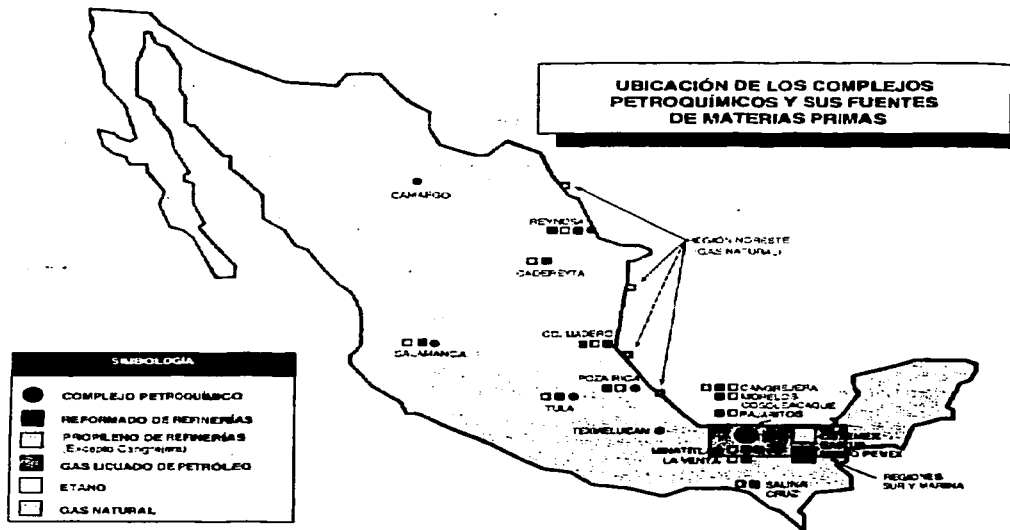 UBICACIÓN DE LOS COMPLEJOS
PETROQUÍMICOS Y SUS FUENTES
DE MATERIAS PRIMAS
CAMARGO
REYNOSA
REGIÓN NORESTE
(GAS NATURAL)
CADEREYTA
CD. MADERO
SALAMANCA
POZA RICA
TULA
TEXMELUCAN
CANGREJERA
MORELOS
COSOLEACAQUE
PAJARITOS
LA VENTA
SALINA
CRUZ
REGIONES
SUR Y MARINA
SIMBOLOGÍA
COMPLEJO PETROQUÍMICO
REFORMADO DE REFINERÍAS
PROPILENO DE REFINERÍAS
(Excepto Cangrejera)
GAS LICUADO DE PETRÓLEO
ETANO
GAS NATURAL